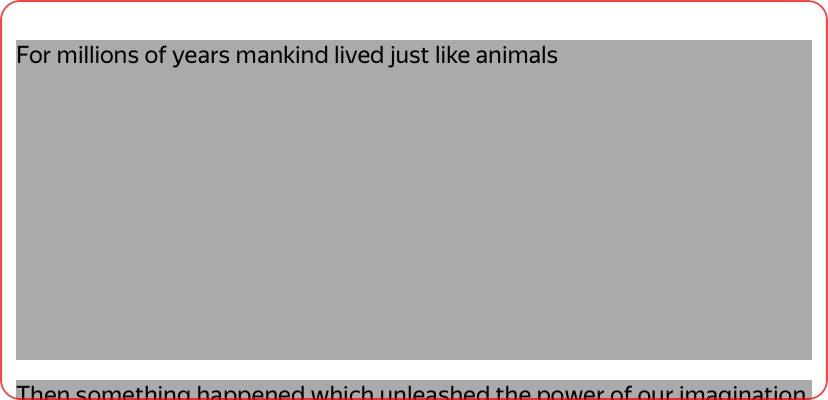 For millions of years mankind lived just like animals
Then something happened which unleashed the power of our imagination